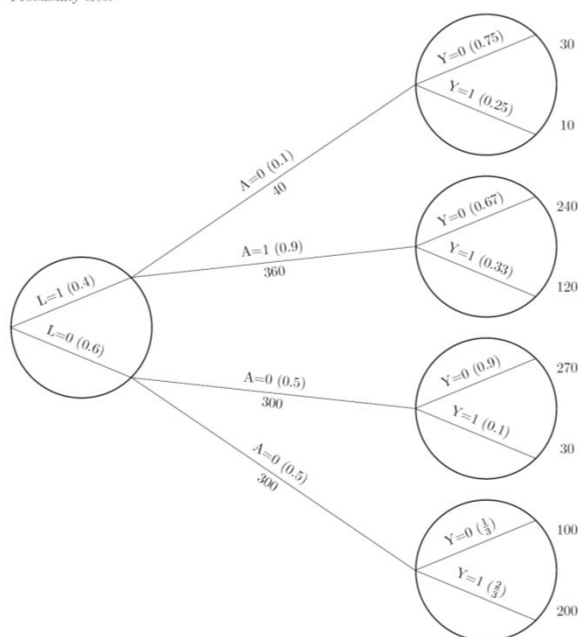 Y=0 (0.75)
30
Y=1 (0.25)
10
A=0 (0.1)
40
Y=0 (0.67)
240
A=1 (0.9)
360
Y=1 (0.33)
120
L=1 (0.4)
L=0 (0.6)
Y=0 (0.9)
270
A=0 (0.5)
300
Y=1 (0.1)
30
A=0 (0.5)
300
Y=0 (1/3)
100
Y=1 (2/3)
200